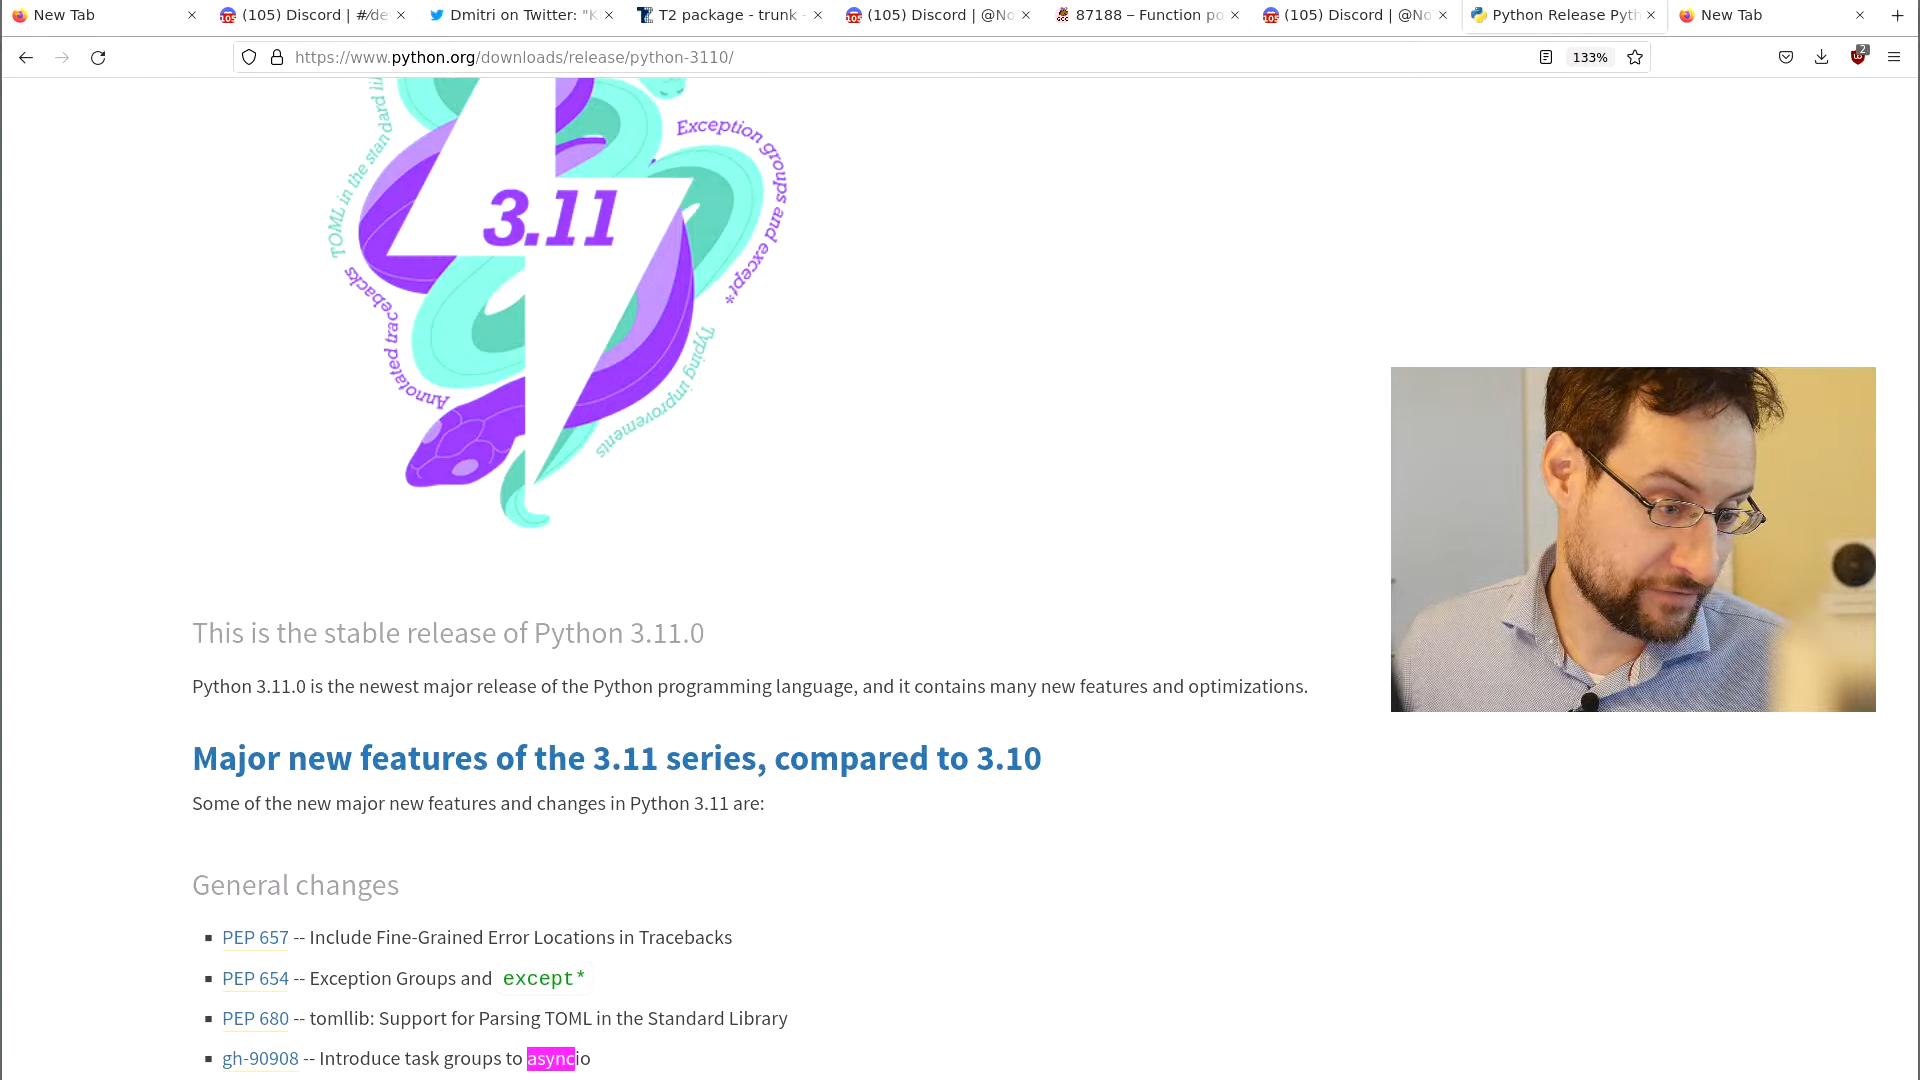 New Tab
(105) Discord | #/de
Dmitri on Twitter: "K
T2 package - trunk -
(105) Discord | @No
87188 – Function po
(105) Discord | @No
Python Release Pyth
New Tab
https://www.python.org/downloads/release/python-3110/
133%
2
TOML in the standard li
Exception groups and except*
3.11
Annotated tracebacks
Typing improvements
This is the stable release of Python 3.11.0
Python 3.11.0 is the newest major release of the Python programming language, and it contains many new features and optimizations.
Major new features of the 3.11 series, compared to 3.10
Some of the new major new features and changes in Python 3.11 are:
General changes
PEP 657 -- Include Fine-Grained Error Locations in Tracebacks
PEP 654 -- Exception Groups and except*
PEP 680 -- tomllib: Support for Parsing TOML in the Standard Library
gh-90908 -- Introduce task groups to asyncio